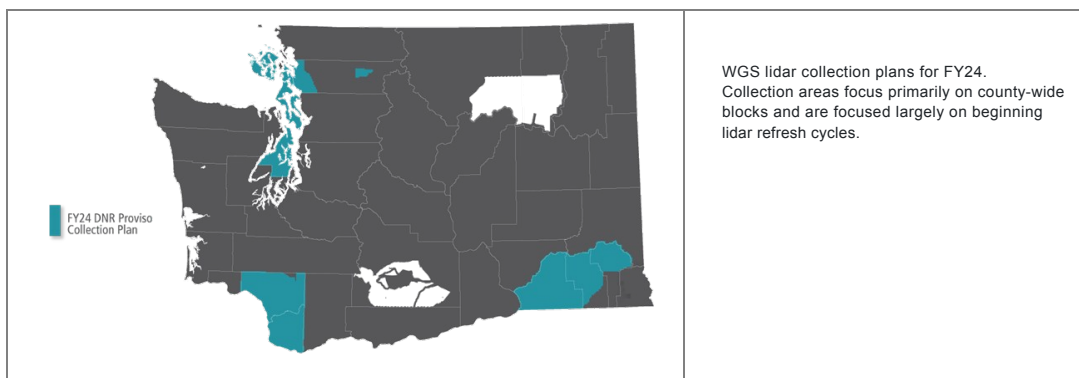 WGS lidar collection plans for FY24.
Collection areas focus primarily on county-wide
blocks and are focused largely on beginning
lidar refresh cycles.
FY24 DNR Proviso
Collection Plan